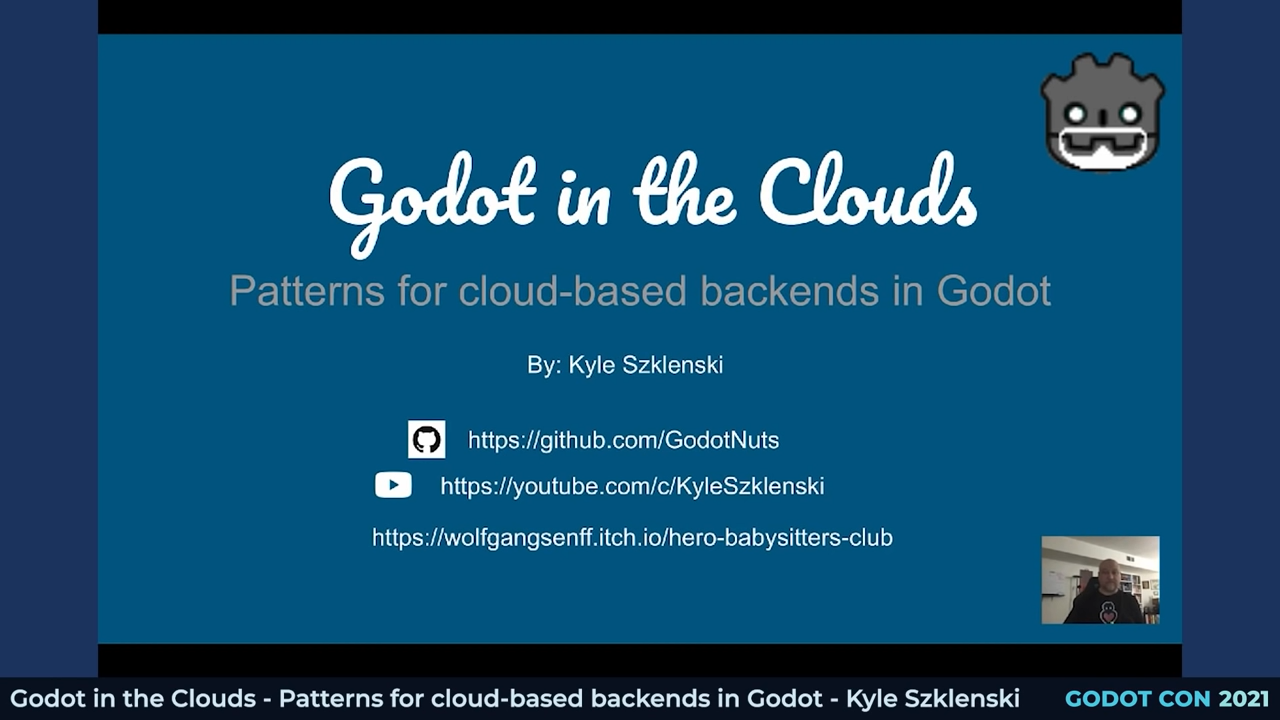 Godot in the Clouds
Patterns for cloud-based backends in Godot
By: Kyle Szklenski
https://github.com/GodotNuts
https://youtube.com/c/KyleSzklenski
https://wolfgangsenff.itch.io/hero-babysitters-club
Godot in the Clouds - Patterns for cloud-based backends in Godot - Kyle Szklenski
GODOT CON 2021